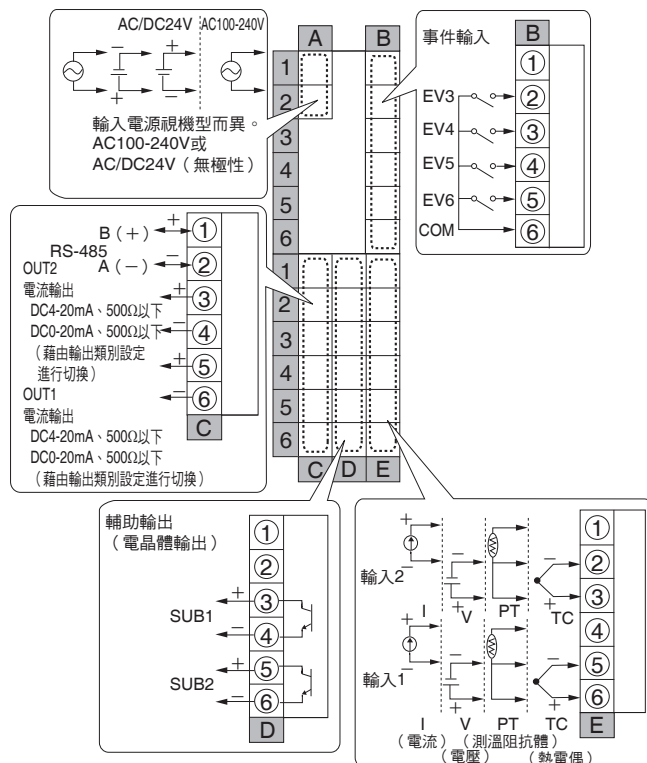 AC/DC24V
AC100-240V
−
+
+
−
輸入電源視機型而異。
AC100-240V或
AC/DC24V（無極性）
A
B
1
2
3
4
5
6
1
2
3
4
5
6
C D E
事件輸入
B
①
EV3 ②
EV4 ③
EV5 ④
EV6 ⑤
COM ⑥
B（+） + ①
RS-485
A（−） − ②
OUT2
電流輸出 + ③
DC4-20mA、500Ω以下
DC0-20mA、500Ω以下 − ④
（藉由輸出類別設定
進行切換） + ⑤
OUT1 − ⑥
電流輸出
C
DC4-20mA、500Ω以下
DC0-20mA、500Ω以下
（藉由輸出類別設定進行切換）
輔助輸出
（電晶體輸出）
①
②
SUB1 + ③
− ④
SUB2 + ⑤
− ⑥
D
輸入2
+
−
−
+
−
+
I V PT TC
輸入1
+
−
−
+
−
+
I V PT TC
（電流） （測溫阻抗體）
（電壓） （熱電偶）
①
②
③
④
⑤
⑥
E